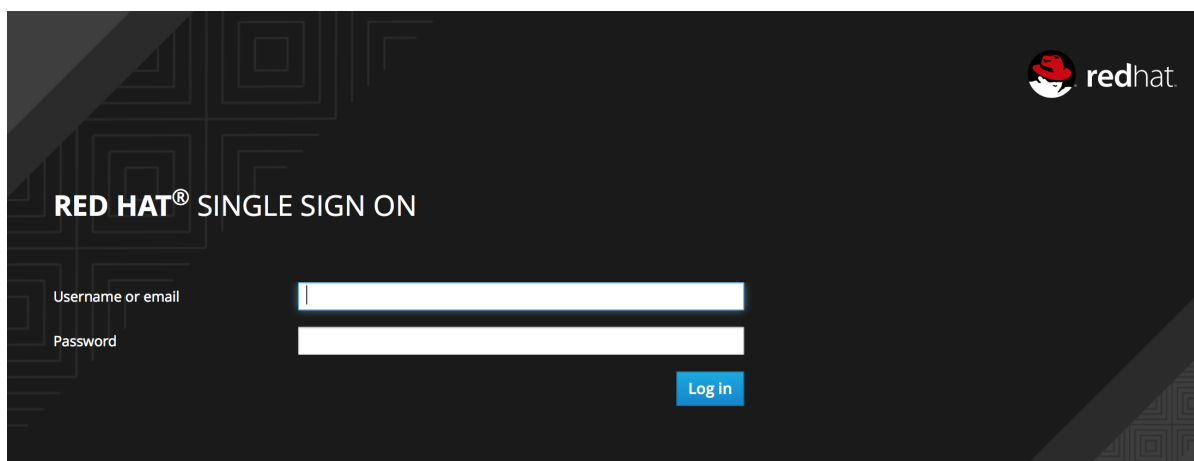 redhat.
RED HAT® SINGLE SIGN ON
Username or email
Password
Log in